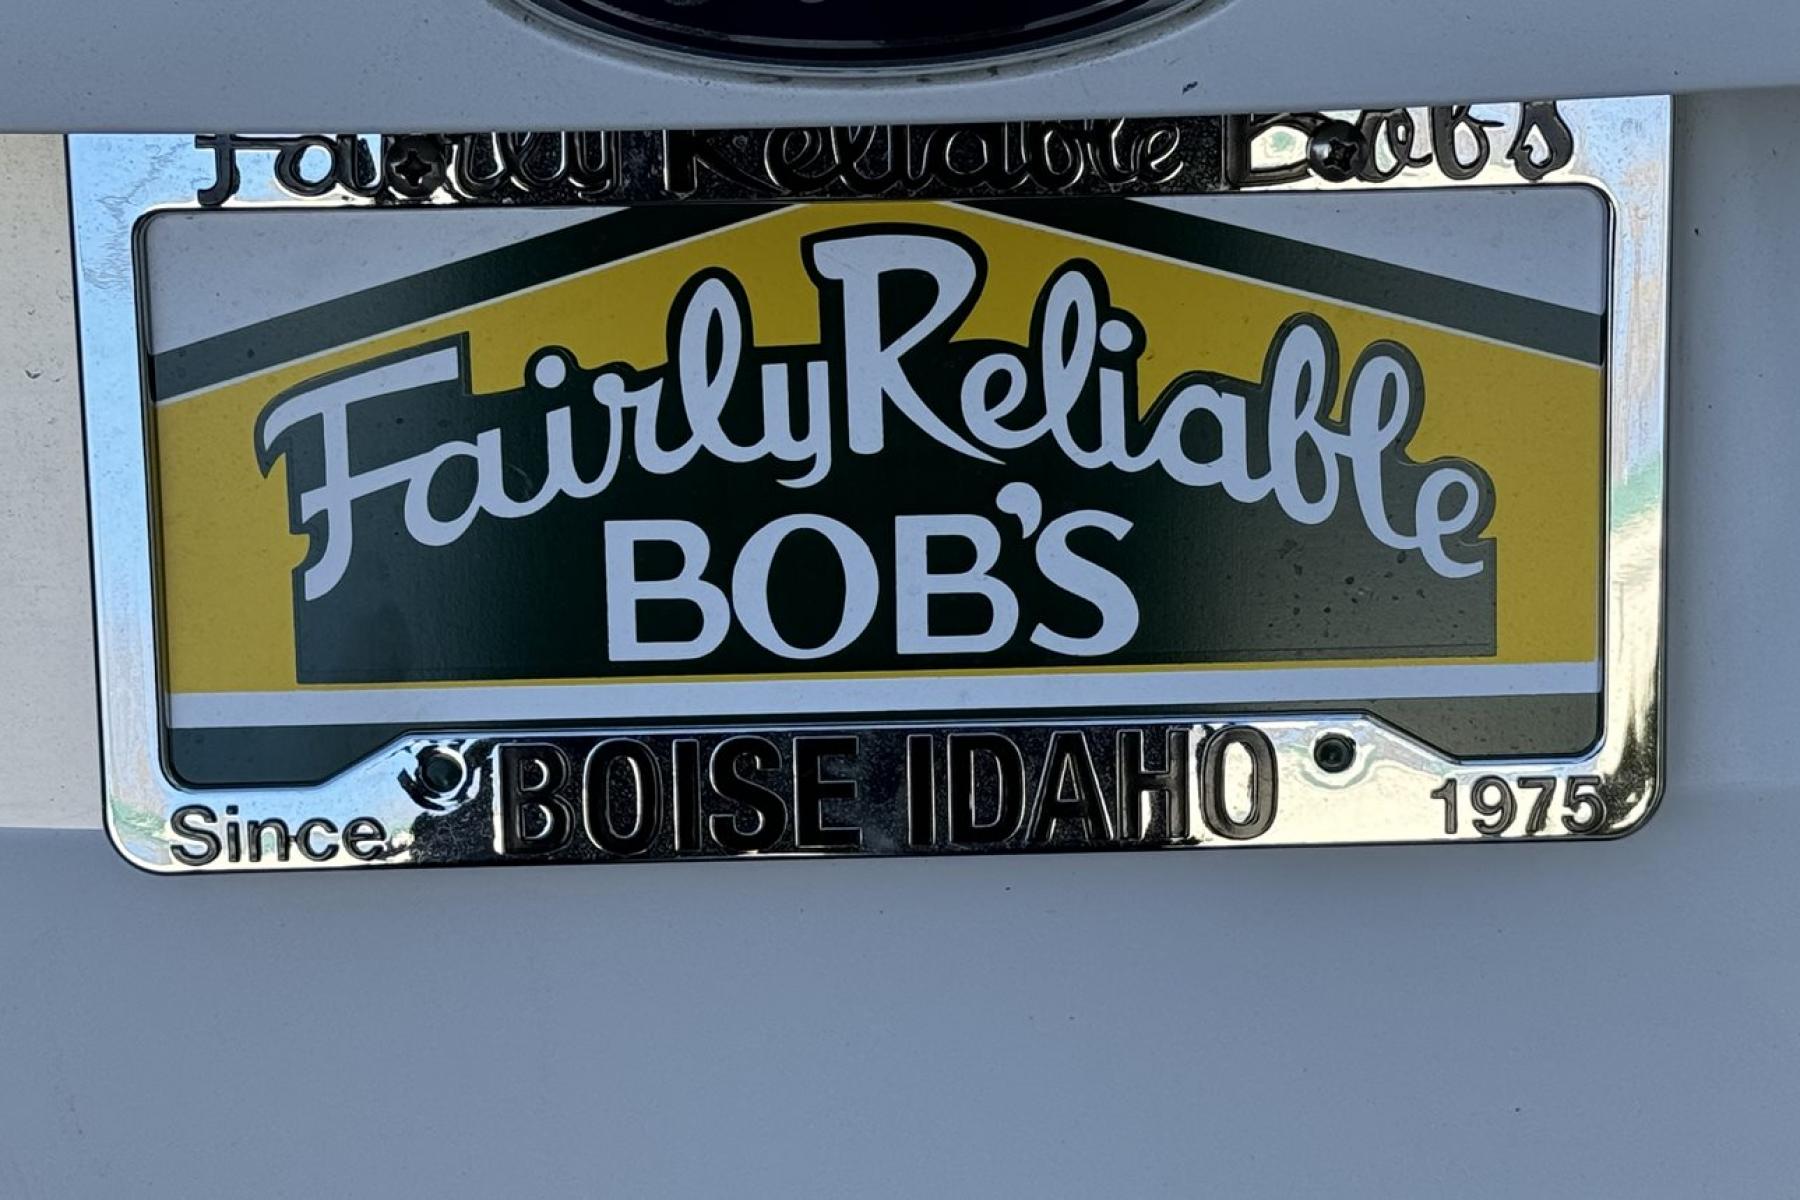 Fairly Reliable Bob's
Fairly Reliable
BOB'S
Since BOISE IDAHO 1975